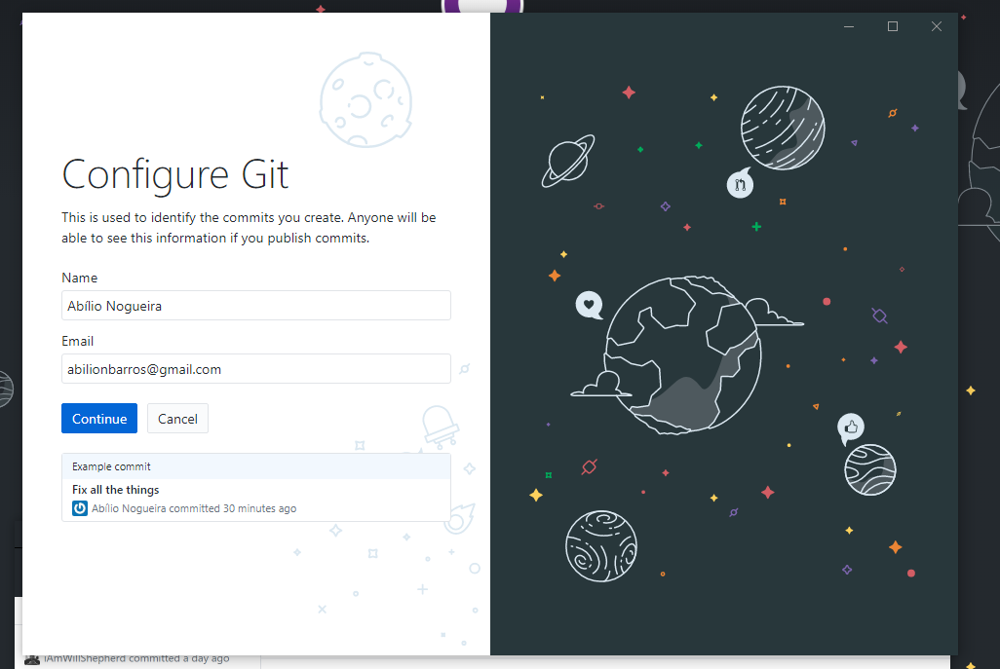 Configure Git
This is used to identify the commits you create. Anyone will be
able to see this information if you publish commits.
Name
Abílio Nogueira
Email
abilionbarros@gmail.com
Continue
Cancel
Example commit
Fix all the things
Abílio Nogueira committed 30 minutes ago
iAmWillShepherd committed a day ago